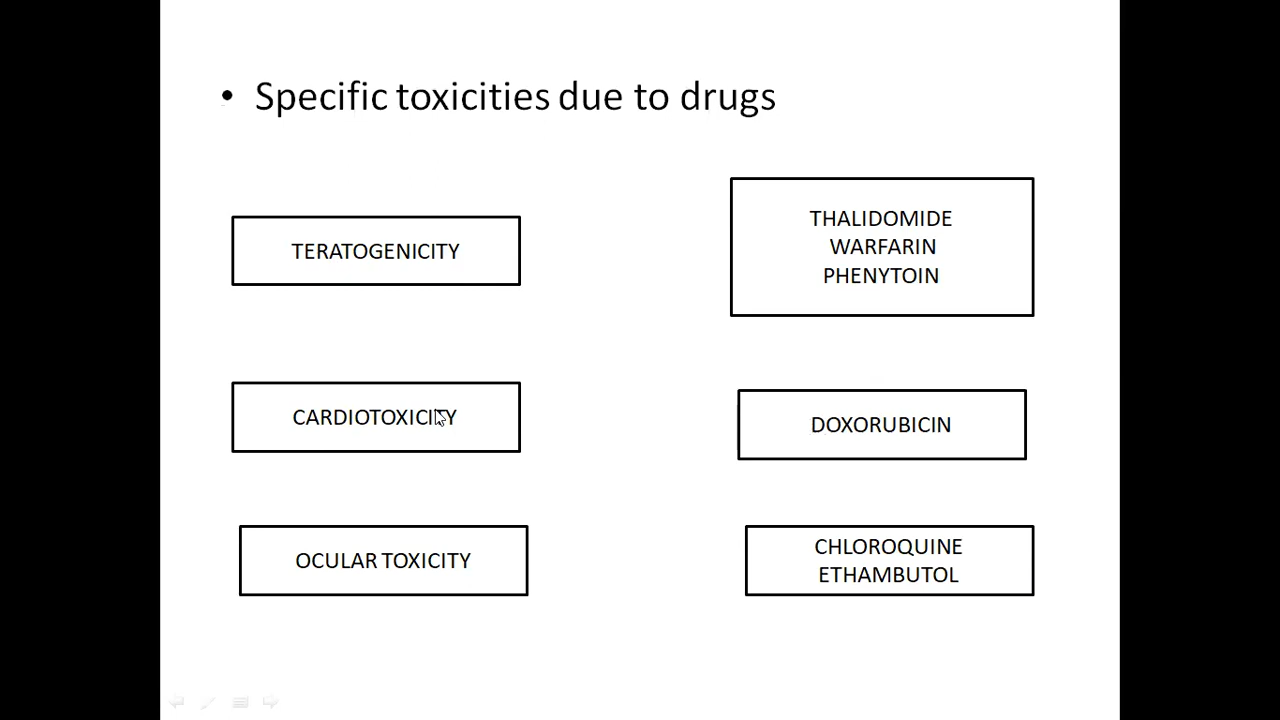 • Specific toxicities due to drugs
TERATOGENICITY
THALIDOMIDE
WARFARIN
PHENYTOIN
CARDIOTOXICITY
DOXORUBICIN
OCULAR TOXICITY
CHLOROQUINE
ETHAMBUTOL